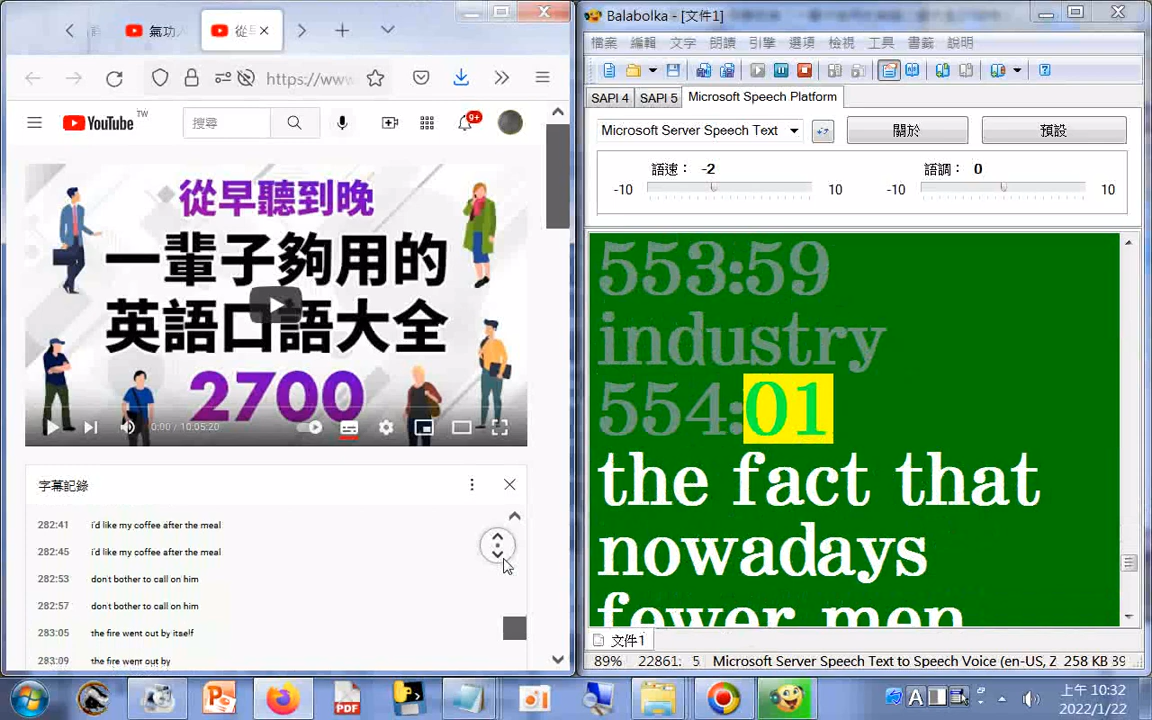 氣功
從
https://www
YouTube
TW
搜尋
9+
從早聽到晚
一輩子夠用的
英語口語大全
2700
0:00 / 10:05:20
字幕記錄
282:41 i'd like my coffee after the meal
282:45 i'd like my coffee after the meal
282:53 don't bother to call on him
282:57 don't bother to call on him
283:05 the fire went out by itself
283:09 the fire went out by
Balabolka - [文件1]
檔案 編輯 文字 朗讀 引擎 選項 檢視 工具 書籤 說明
SAPI 4 SAPI 5 Microsoft Speech Platform
Microsoft Server Speech Text 關於 預設
語速： -2 語調： 0
-10 10 -10 10
553:59
industry
554:01
the fact that
nowadays
fewer men
文件1
89% 22861: 5 Microsoft Server Speech Text to Speech Voice (en-US, Z 258 KB 39
PDF
A
上午 10:32
2022/1/22